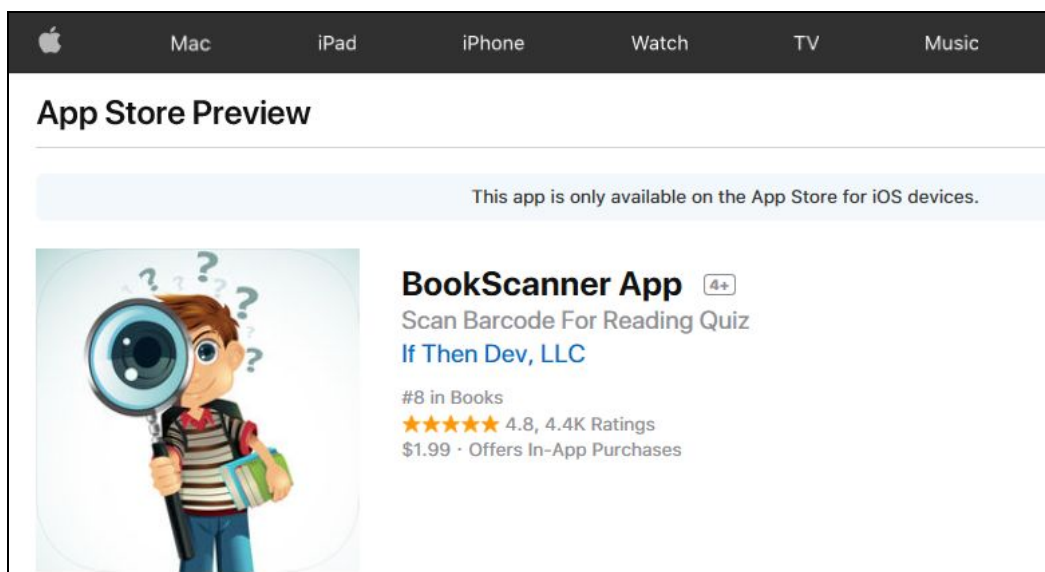 Mac iPad iPhone Watch TV Music
App Store Preview
This app is only available on the App Store for iOS devices.
? ? ? ? ? ? ?
BookScanner App 4+
Scan Barcode For Reading Quiz
If Then Dev, LLC
#8 in Books
★★★★★ 4.8, 4.4K Ratings
$1.99 · Offers In-App Purchases